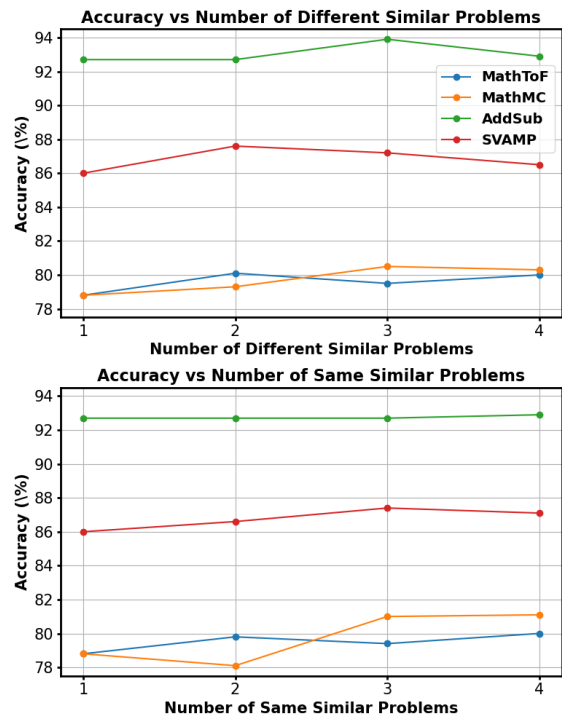 Accuracy vs Number of Different Similar Problems
94
92
90
88
86
84
82
80
78
Accuracy (\%)
MathToF
MathMC
AddSub
SVAMP
1 2 3 4
Number of Different Similar Problems
Accuracy vs Number of Same Similar Problems
94
92
90
88
86
84
82
80
78
Accuracy (\%)
1 2 3 4
Number of Same Similar Problems